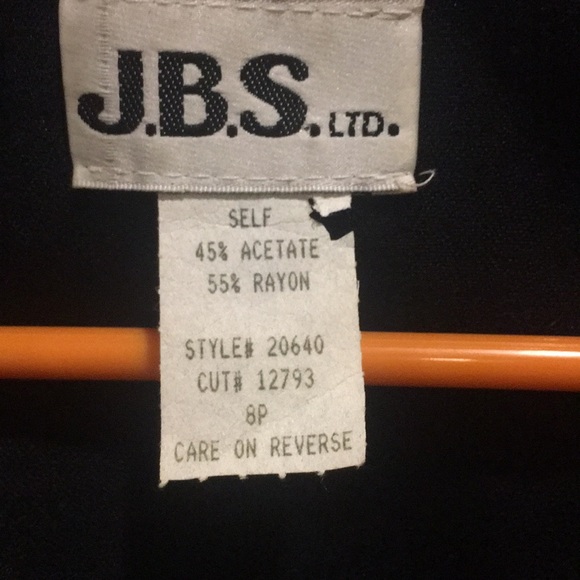 J.B.S. LTD.
SELF
45% ACETATE
55% RAYON
STYLE# 20640
CUT# 12793
8P
CARE ON REVERSE